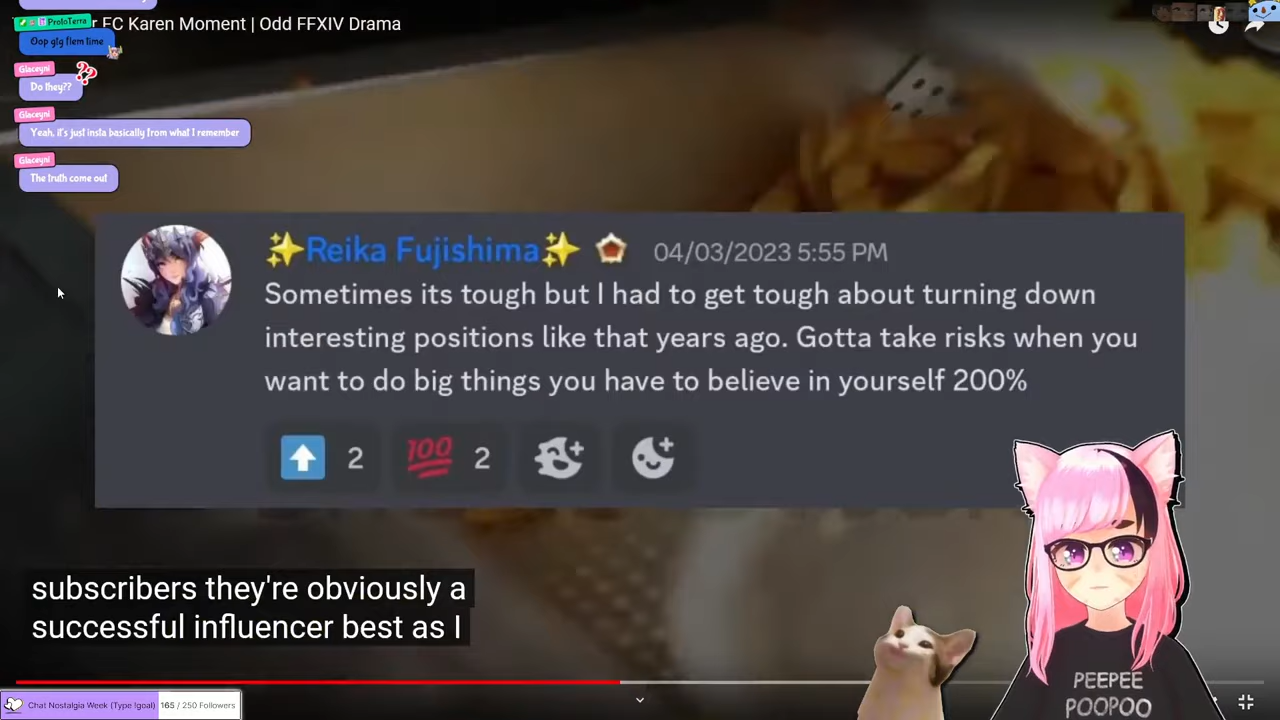 r FC Karen Moment | Odd FFXIV Drama
ProloTerra
Oop gtg flem time
Glaceyni
Do they??
Glaceyni
Yeah, it's just insta basically from what I remember
Glaceyni
The truth come out
✨Reika Fujishima✨ 04/03/2023 5:55 PM
Sometimes its tough but I had to get tough about turning down
interesting positions like that years ago. Gotta take risks when you
want to do big things you have to believe in yourself 200%
2 100 2
subscribers they're obviously a
successful influencer best as I
PEEPEE
POOPOO
Chat Nostalgia Week (Type !goal) 165 / 250 Followers